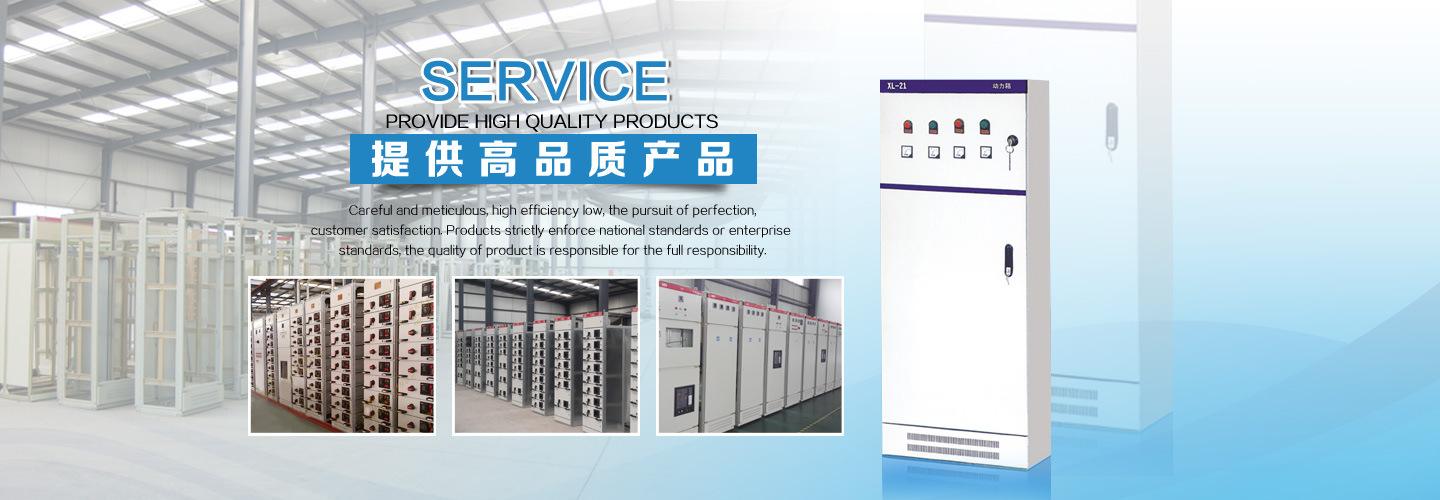 SERVICE
PROVIDE HIGH QUALITY PRODUCTS
提供高品质产品
Careful and meticulous, high efficiency low, the pursuit of perfection,
customer satisfaction. Products strictly enforce national standards or enterprise
standards, the quality of product is responsible for the full responsibility.
XL-21 动力箱